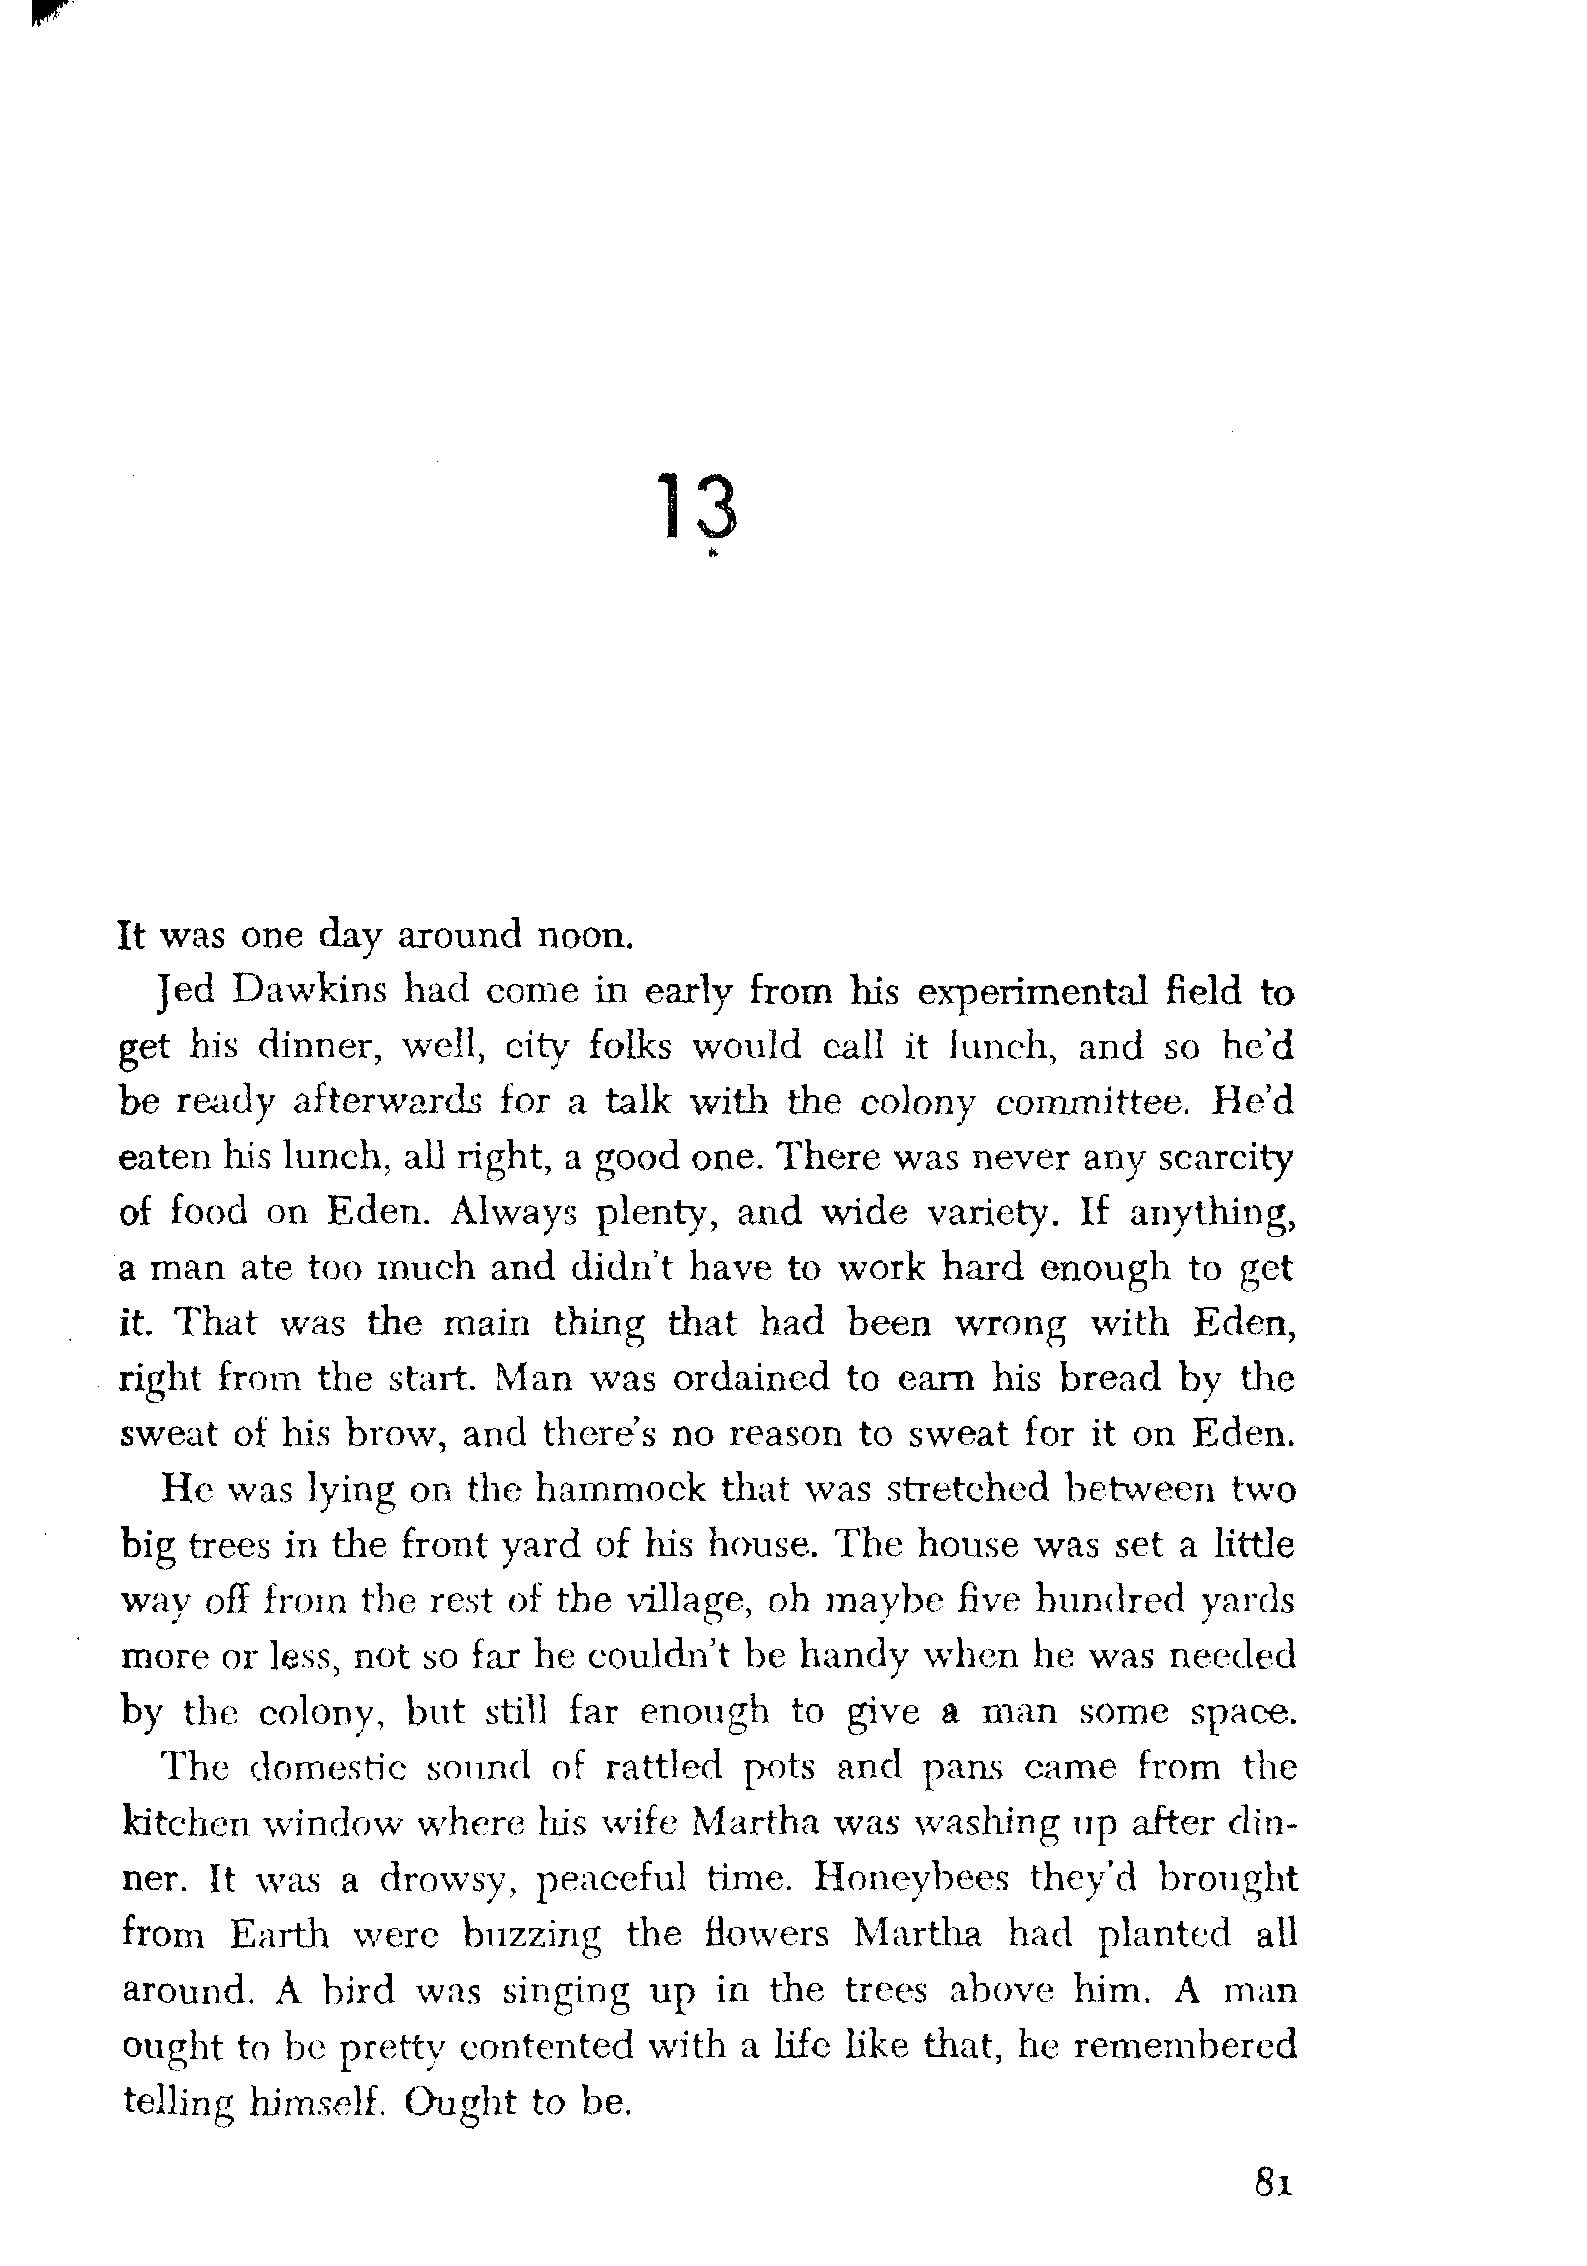 13
It was one day around noon.
Jed Dawkins had come in early from his experimental field to
get his dinner, well, city folks would call it lunch, and so he'd
be ready afterwards for a talk with the colony committee. He'd
eaten his lunch, all right, a good one. There was never any scarcity
of food on Eden. Always plenty, and wide variety. If anything,
a man ate too much and didn't have to work hard enough to get
it. That was the main thing that had been wrong with Eden,
right from the start. Man was ordained to earn his bread by the
sweat of his brow, and there's no reason to sweat for it on Eden.
He was lying on the hammock that was stretched between two
big trees in the front yard of his house. The house was set a little
way off from the rest of the village, oh maybe five hundred yards
more or less, not so far he couldn't be handy when he was needed
by the colony, but still far enough to give a man some space.
The domestic sound of rattled pots and pans came from the
kitchen window where his wife Martha was washing up after din-
ner. It was a drowsy, peaceful time. Honeybees they'd brought
from Earth were buzzing the flowers Martha had planted all
around. A bird was singing up in the trees above him. A man
ought to be pretty contented with a life like that, he remembered
telling himself. Ought to be.
81